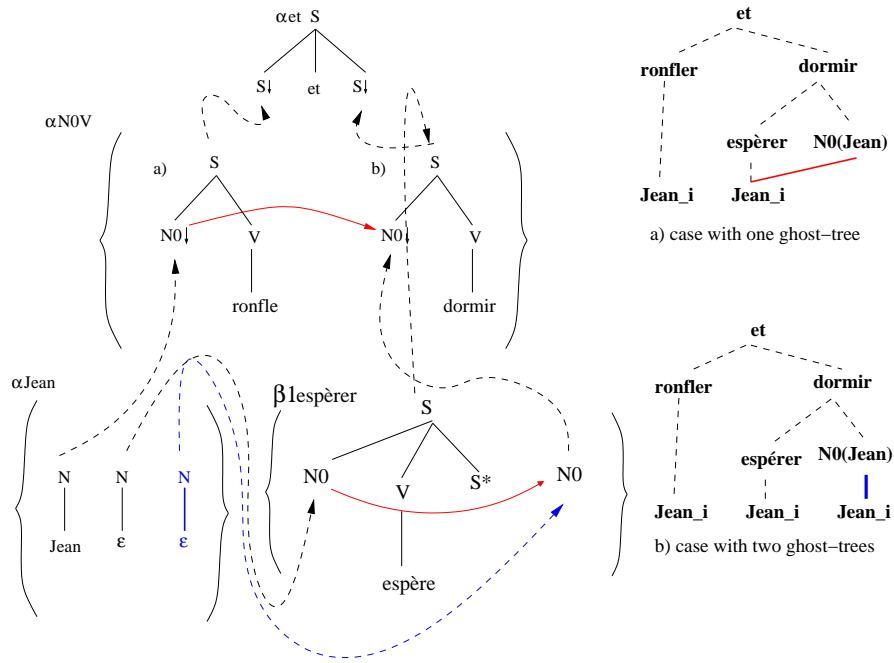 αet S
S↓ et S↓
αN0V
a) S b) S
N0↓ V N0↓ V
ronfle dormir
αJean
β1espèrer
S
N N N N0 V S* N0
Jean ε ε
espère
et
ronfler dormir
espèrer N0(Jean)
Jean_i Jean_i
a) case with one ghost−tree
et
ronfler dormir
espérer N0(Jean)
Jean_i Jean_i Jean_i
b) case with two ghost−trees